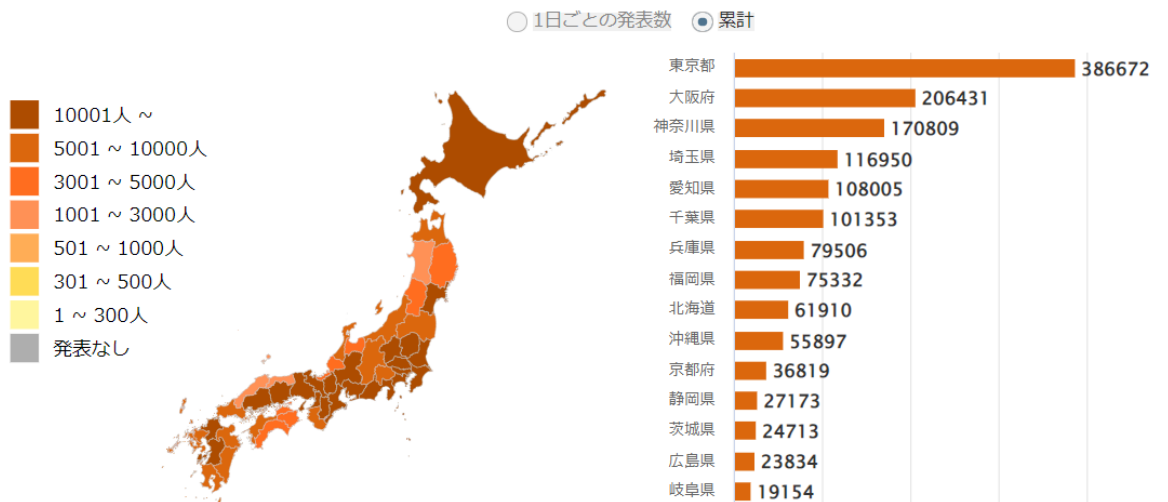 1日ごとの発表数 累計
10001人 ~
5001 ~ 10000人
3001 ~ 5000人
1001 ~ 3000人
501 ~ 1000人
301 ~ 500人
1 ~ 300人
発表なし
東京都 386672
大阪府 206431
神奈川県 170809
埼玉県 116950
愛知県 108005
千葉県 101353
兵庫県 79506
福岡県 75332
北海道 61910
沖縄県 55897
京都府 36819
静岡県 27173
茨城県 24713
広島県 23834
岐阜県 19154